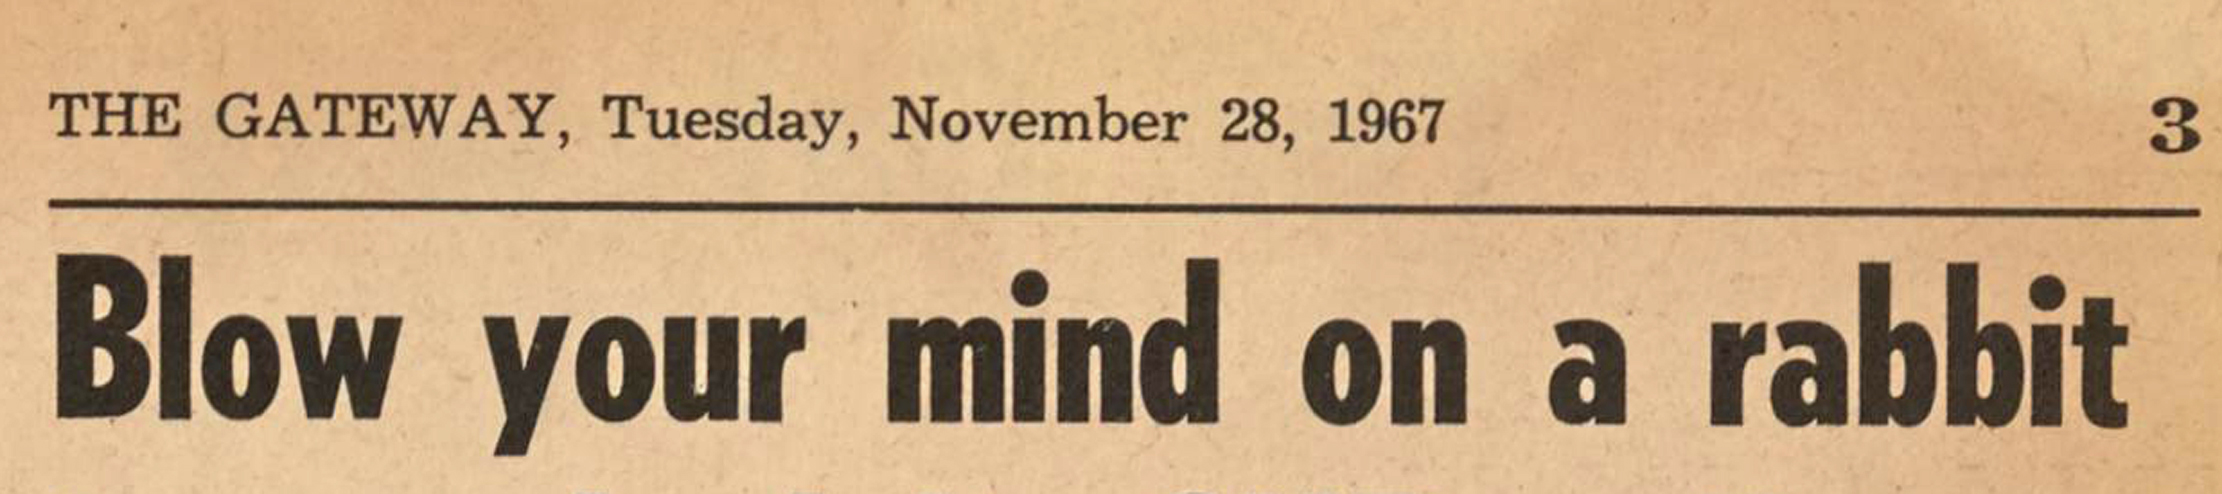 THE GATEWAY, Tuesday, November 28, 1967 3
Blow your mind on a rabbit